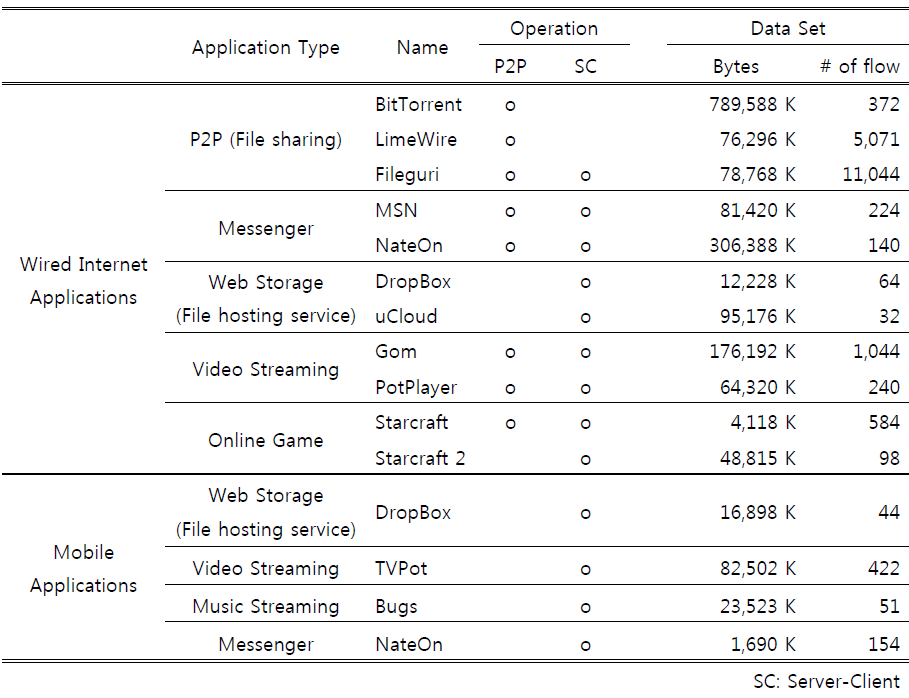 Application Type Name Operation Data Set
P2P SC Bytes # of flow
Wired Internet
Applications
P2P (File sharing)
BitTorrent o 789,588 K 372
LimeWire o 76,296 K 5,071
Fileguri o o 78,768 K 11,044
Messenger
MSN o o 81,420 K 224
NateOn o o 306,388 K 140
Web Storage
(File hosting service)
DropBox o 12,228 K 64
uCloud o 95,176 K 32
Video Streaming
Gom o o 176,192 K 1,044
PotPlayer o o 64,320 K 240
Online Game
Starcraft o o 4,118 K 584
Starcraft 2 o 48,815 K 98
Mobile
Applications
Web Storage
(File hosting service)
DropBox o 16,898 K 44
Video Streaming TVPot o 82,502 K 422
Music Streaming Bugs o 23,523 K 51
Messenger NateOn o 1,690 K 154
SC: Server-Client